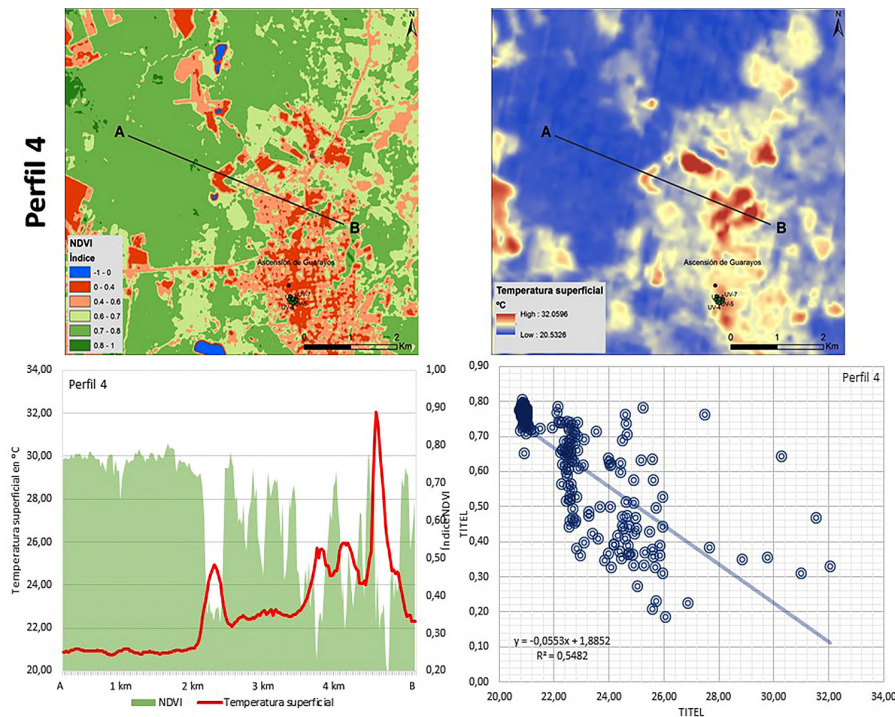 Perfil 4
N
A
B
Ascensión de Guarayos
NDVI
Índice
-1 - 0
0 - 0.4
0.4 - 0.6
0.6 - 0.7
0.7 - 0.8
0.8 - 1
0 1 2
Km
N
A
B
Ascensión de Guarayos
UV-7
UV-5
UV-4
Temperatura superficial
ºC
High : 32.0596
Low : 20.5326
0 1 2
Km
Perfil 4
34,00
32,00
30,00
28,00
26,00
24,00
22,00
20,00
Temperatura superficial en ºC
1,00
0,90
0,80
0,70
0,60
0,50
0,40
0,30
0,20
Índice NDVI
A 1 km 2 km 3 km 4 km B
NDVI Temperatura superficial
Perfil 4
0,90
0,80
0,70
0,60
0,50
0,40
0,30
0,20
0,10
0,00
TITEL
y = -0,0553x + 1,8852
R² = 0,5482
20,00 22,00 24,00 26,00 28,00 30,00 32,00 34,00
TITEL